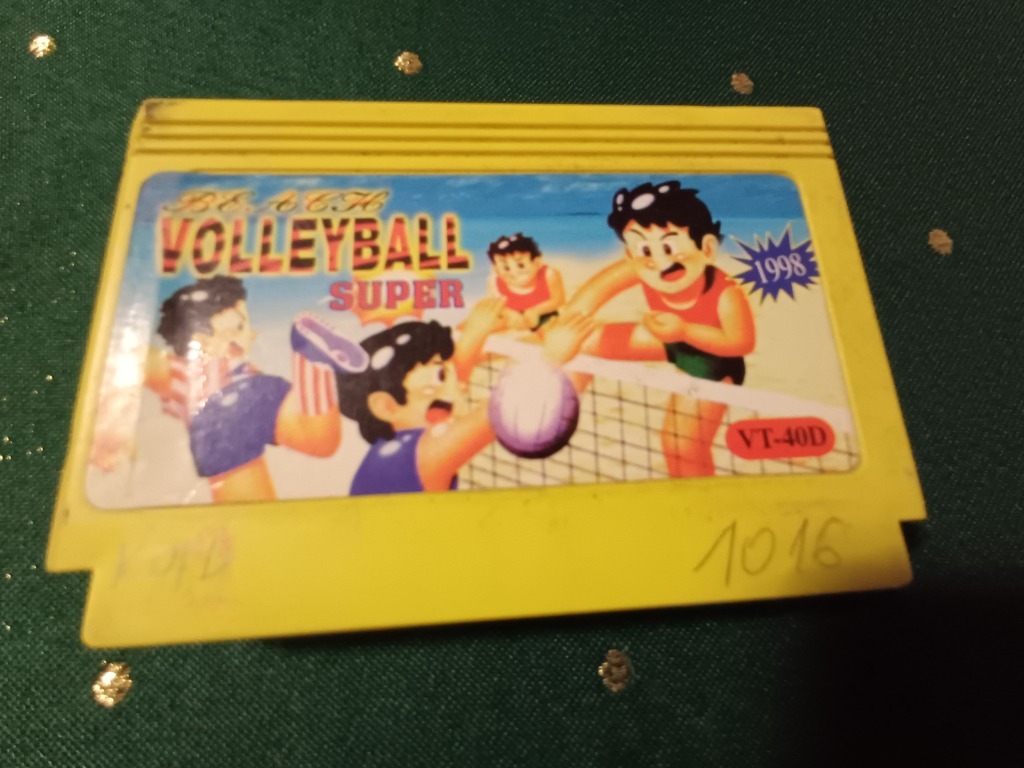 BEACH
VOLLEYBALL
SUPER
1998
VT-40D
1016